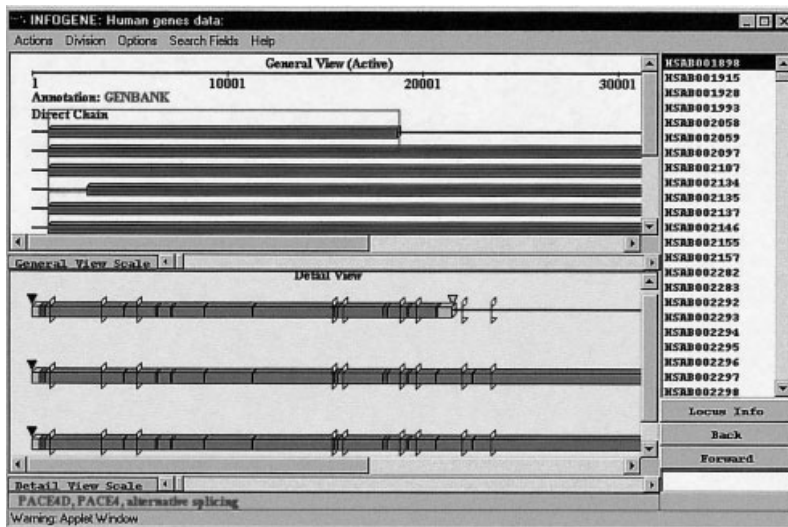 INFOGENE: Human genes data:
Actions Division Options Search Fields Help
General View (Active)
1 10001 20001 30001
Annotation: GENBANK
Direct Chain
General View Scale
Detail View
Detail View Scale
PACE4D, PACE4, alternative splicing
Warning: Applet Window
HSAB001898
HSAB001915
HSAB001928
HSAB001993
HSAB002058
HSAB002059
HSAB002097
HSAB002107
HSAB002134
HSAB002135
HSAB002137
HSAB002146
HSAB002155
HSAB002157
HSAB002282
HSAB002283
HSAB002292
HSAB002293
HSAB002294
HSAB002295
HSAB002296
HSAB002297
HSAB002298
Locus Info
Back
Forward